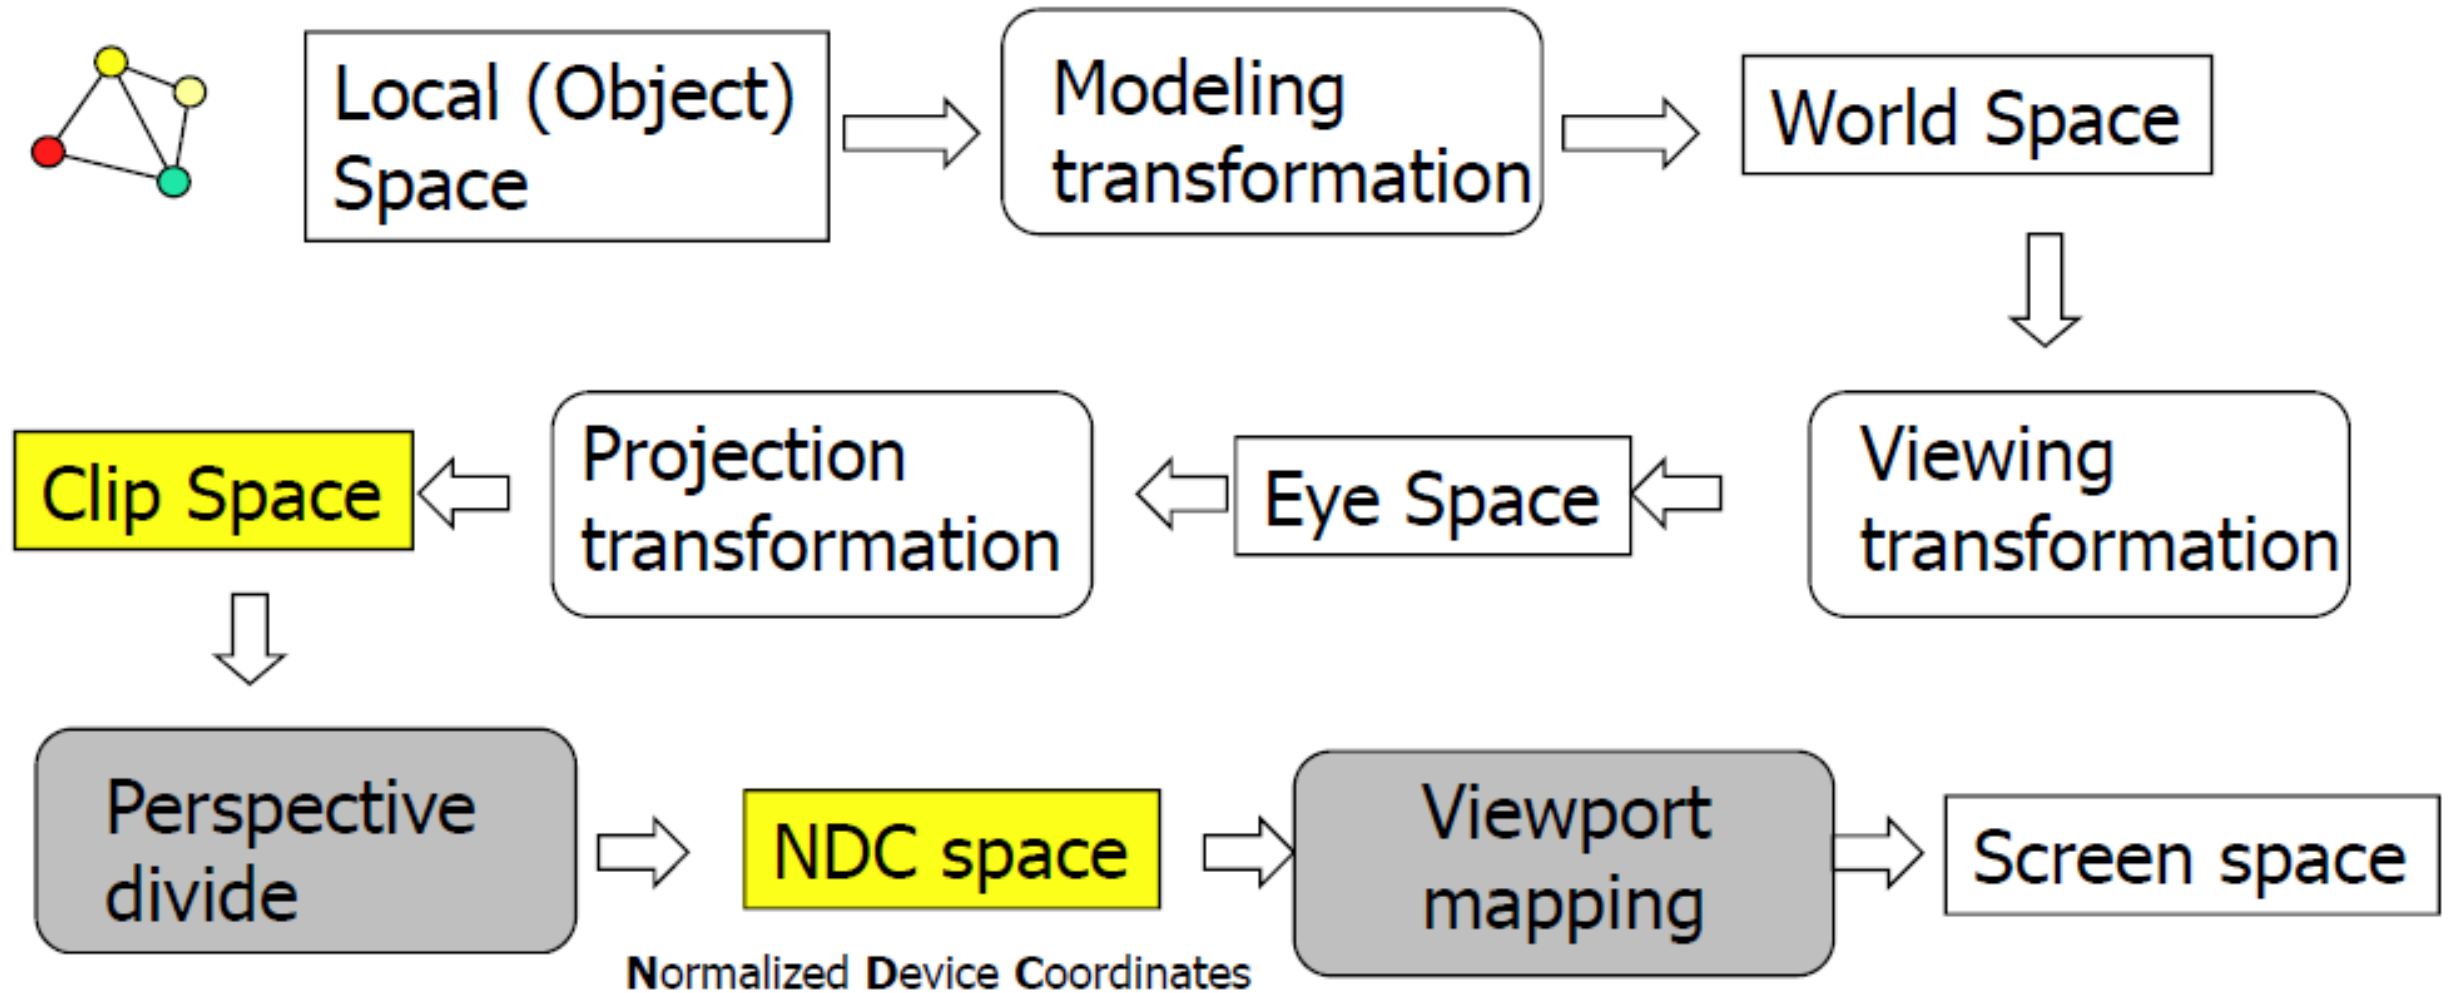 Local (Object)
Space
Modeling
transformation
World Space
Clip Space
Projection
transformation
Eye Space
Viewing
transformation
Perspective
divide
NDC space
Normalized Device Coordinates
Viewport
mapping
Screen space